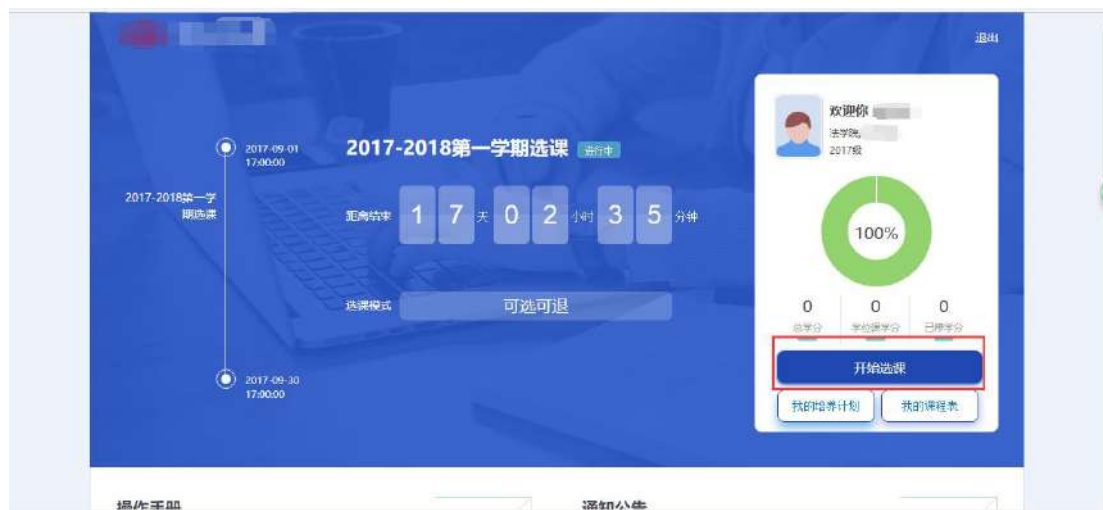 退出
2017-09-01
17:00:00
2017-2018第一学期选课
进行中
2017-2018第一学
期选课
距离结束 1 7 天 0 2 小时 3 5 分钟
选课模式 可选可退
2017-09-30
17:00:00
欢迎你
法学院,
2017级
100%
0 0 0
总学分 学位课学分 已修学分
开始选课
我的培养计划 我的课程表
操作手册 通知公告